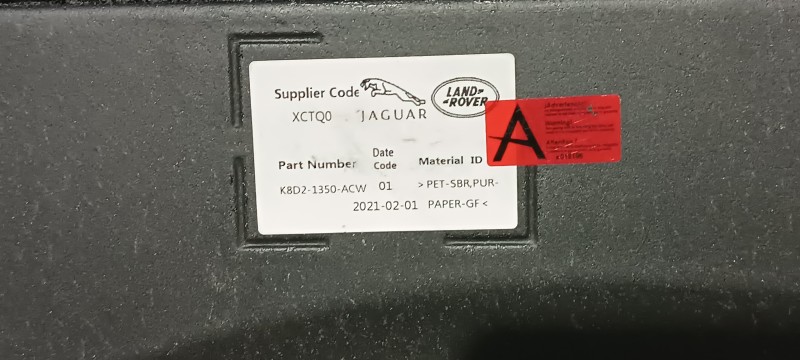 Supplier Code
LAND-
-ROVER
XCTQ0
JAGUAR
A
Part Number
Date
Code
Material ID
K8D2-1350-ACW
01
>PET-SBR,PUR-
2021-02-01
PAPER-GF<